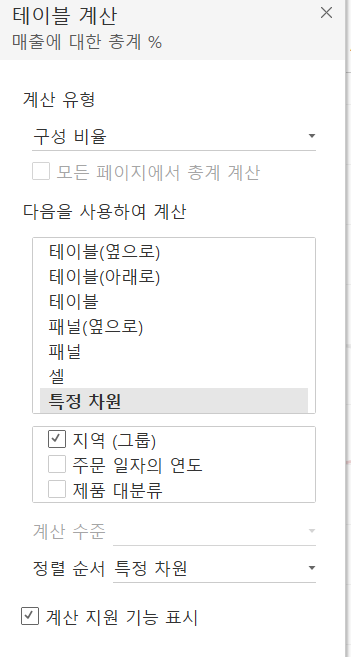 테이블 계산
매출에 대한 총계 %
계산 유형
구성 비율
모든 페이지에서 총계 계산
다음을 사용하여 계산
테이블(옆으로)
테이블(아래로)
테이블
패널(옆으로)
패널
셀
특정 차원
지역 (그룹)
주문 일자의 연도
제품 대분류
계산 수준
정렬 순서 특정 차원
계산 지원 기능 표시